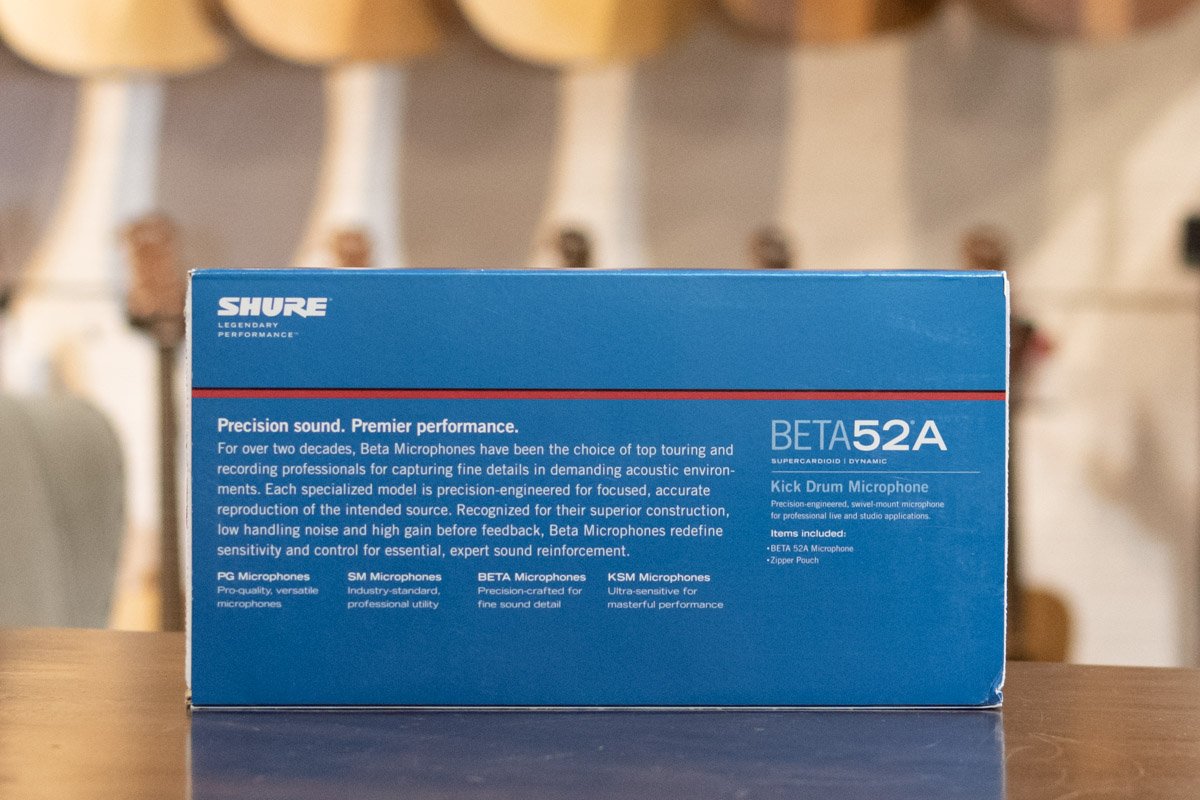 SHURE
LEGENDARY
PERFORMANCE™
Precision sound. Premier performance.
For over two decades, Beta Microphones have been the choice of top touring and
recording professionals for capturing fine details in demanding acoustic environ-
ments. Each specialized model is precision-engineered for focused, accurate
reproduction of the intended source. Recognized for their superior construction,
low handling noise and high gain before feedback, Beta Microphones redefine
sensitivity and control for essential, expert sound reinforcement.
PG Microphones
Pro-quality, versatile
microphones
SM Microphones
Industry-standard,
professional utility
BETA Microphones
Precision-crafted for
fine sound detail
KSM Microphones
Ultra-sensitive for
masterful performance
BETA52®A
SUPERCARDIOID | DYNAMIC
Kick Drum Microphone
Precision-engineered, swivel-mount microphone
for professional live and studio applications.
Items included:
•BETA 52A Microphone
•Zipper Pouch